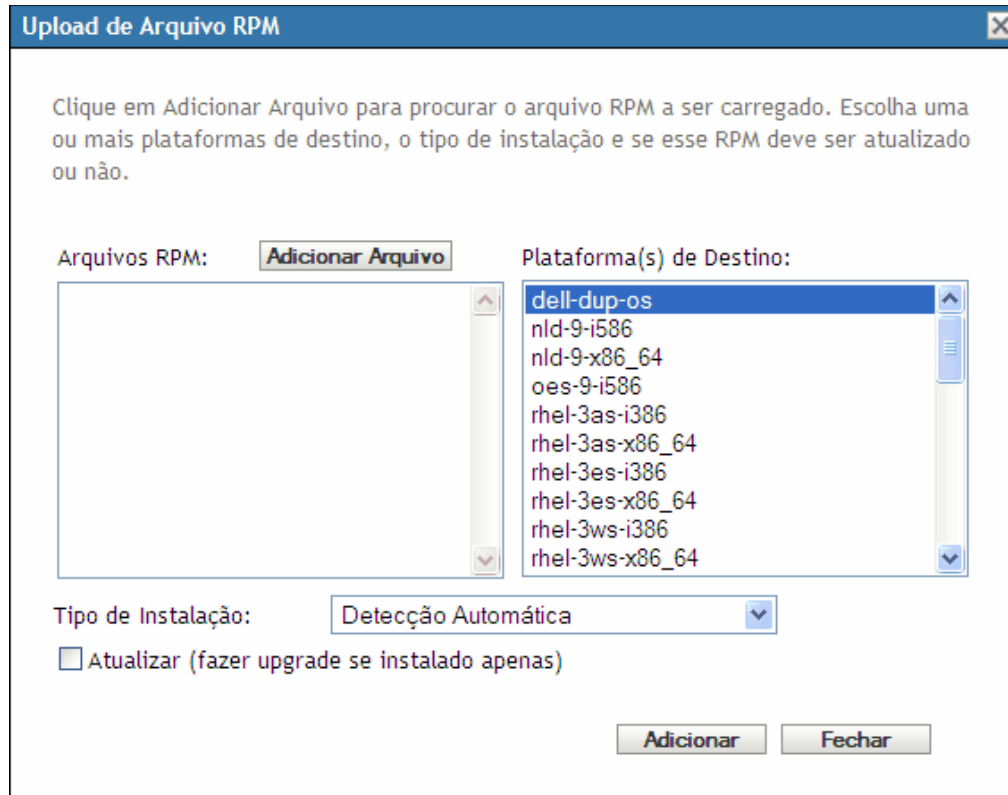 Upload de Arquivo RPM
Clique em Adicionar Arquivo para procurar o arquivo RPM a ser carregado. Escolha uma
ou mais plataformas de destino, o tipo de instalação e se esse RPM deve ser atualizado
ou não.
Arquivos RPM:
Adicionar Arquivo
Plataforma(s) de Destino:
dell-dup-os
nld-9-i586
nld-9-x86_64
oes-9-i586
rhel-3as-i386
rhel-3as-x86_64
rhel-3es-i386
rhel-3es-x86_64
rhel-3ws-i386
rhel-3ws-x86_64
Tipo de Instalação:
Detecção Automática
Atualizar (fazer upgrade se instalado apenas)
Adicionar
Fechar